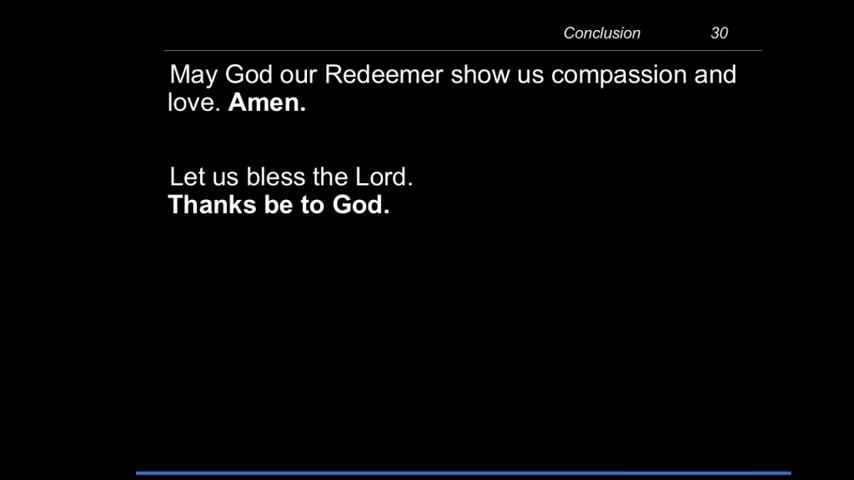 Conclusion 30
May God our Redeemer show us compassion and
love. Amen.
Let us bless the Lord.
Thanks be to God.